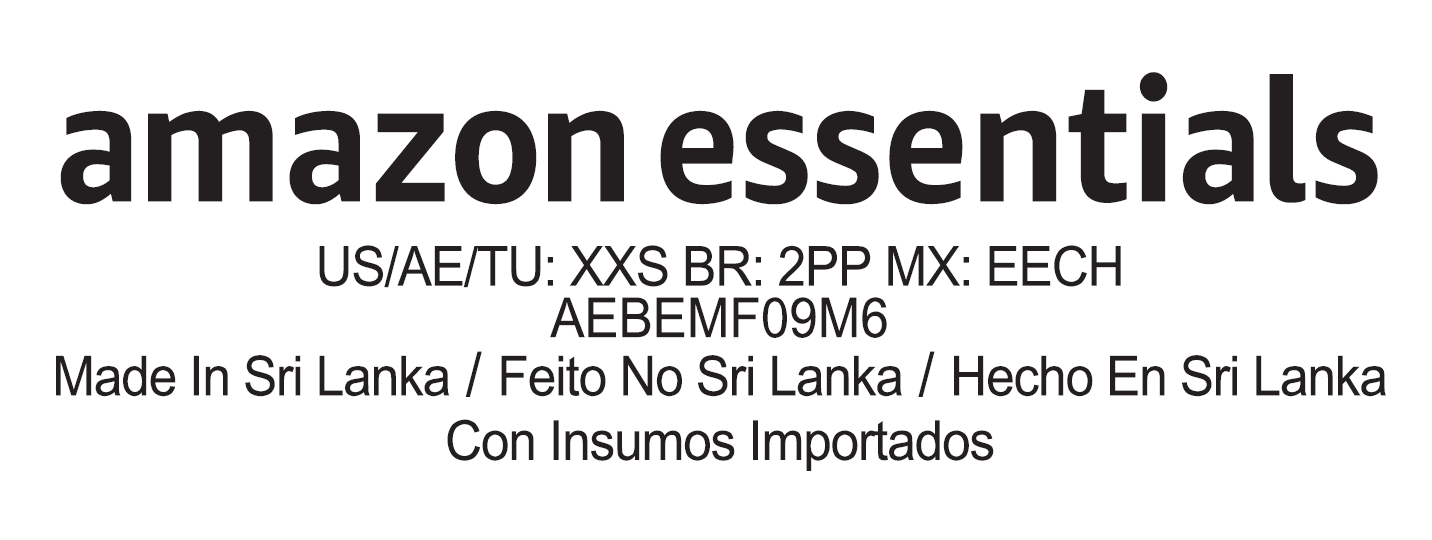 amazon essentials
US/AE/TU: XXS BR: 2PP MX: EECH
AEBEMF09M6
Made In Sri Lanka / Feito No Sri Lanka / Hecho En Sri Lanka
Con Insumos Importados